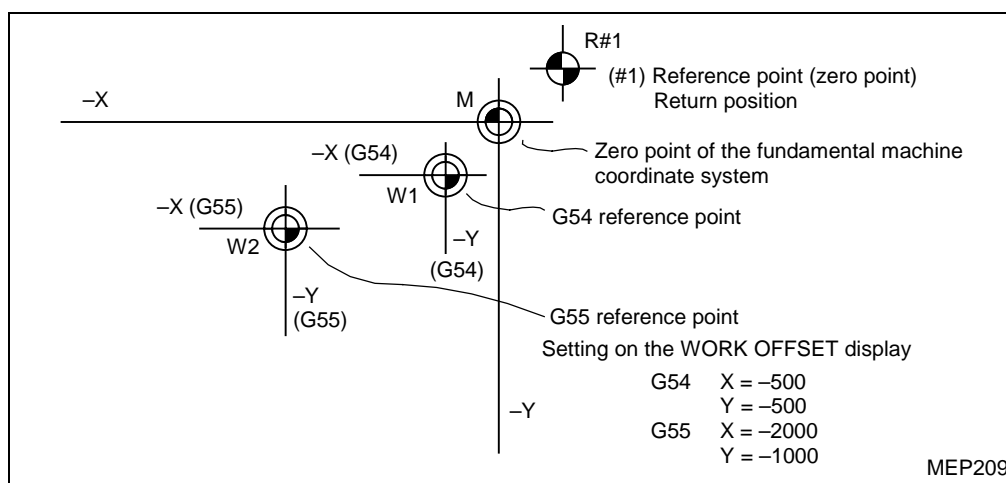 R#1
(#1) Reference point (zero point)
Return position
–X
M
Zero point of the fundamental machine
coordinate system
–X (G54)
W1
G54 reference point
–X (G55)
W2
–Y
(G54)
–Y
(G55)
G55 reference point
Setting on the WORK OFFSET display
G54 X = –500
Y = –500
–Y
G55 X = –2000
Y = –1000
MEP209